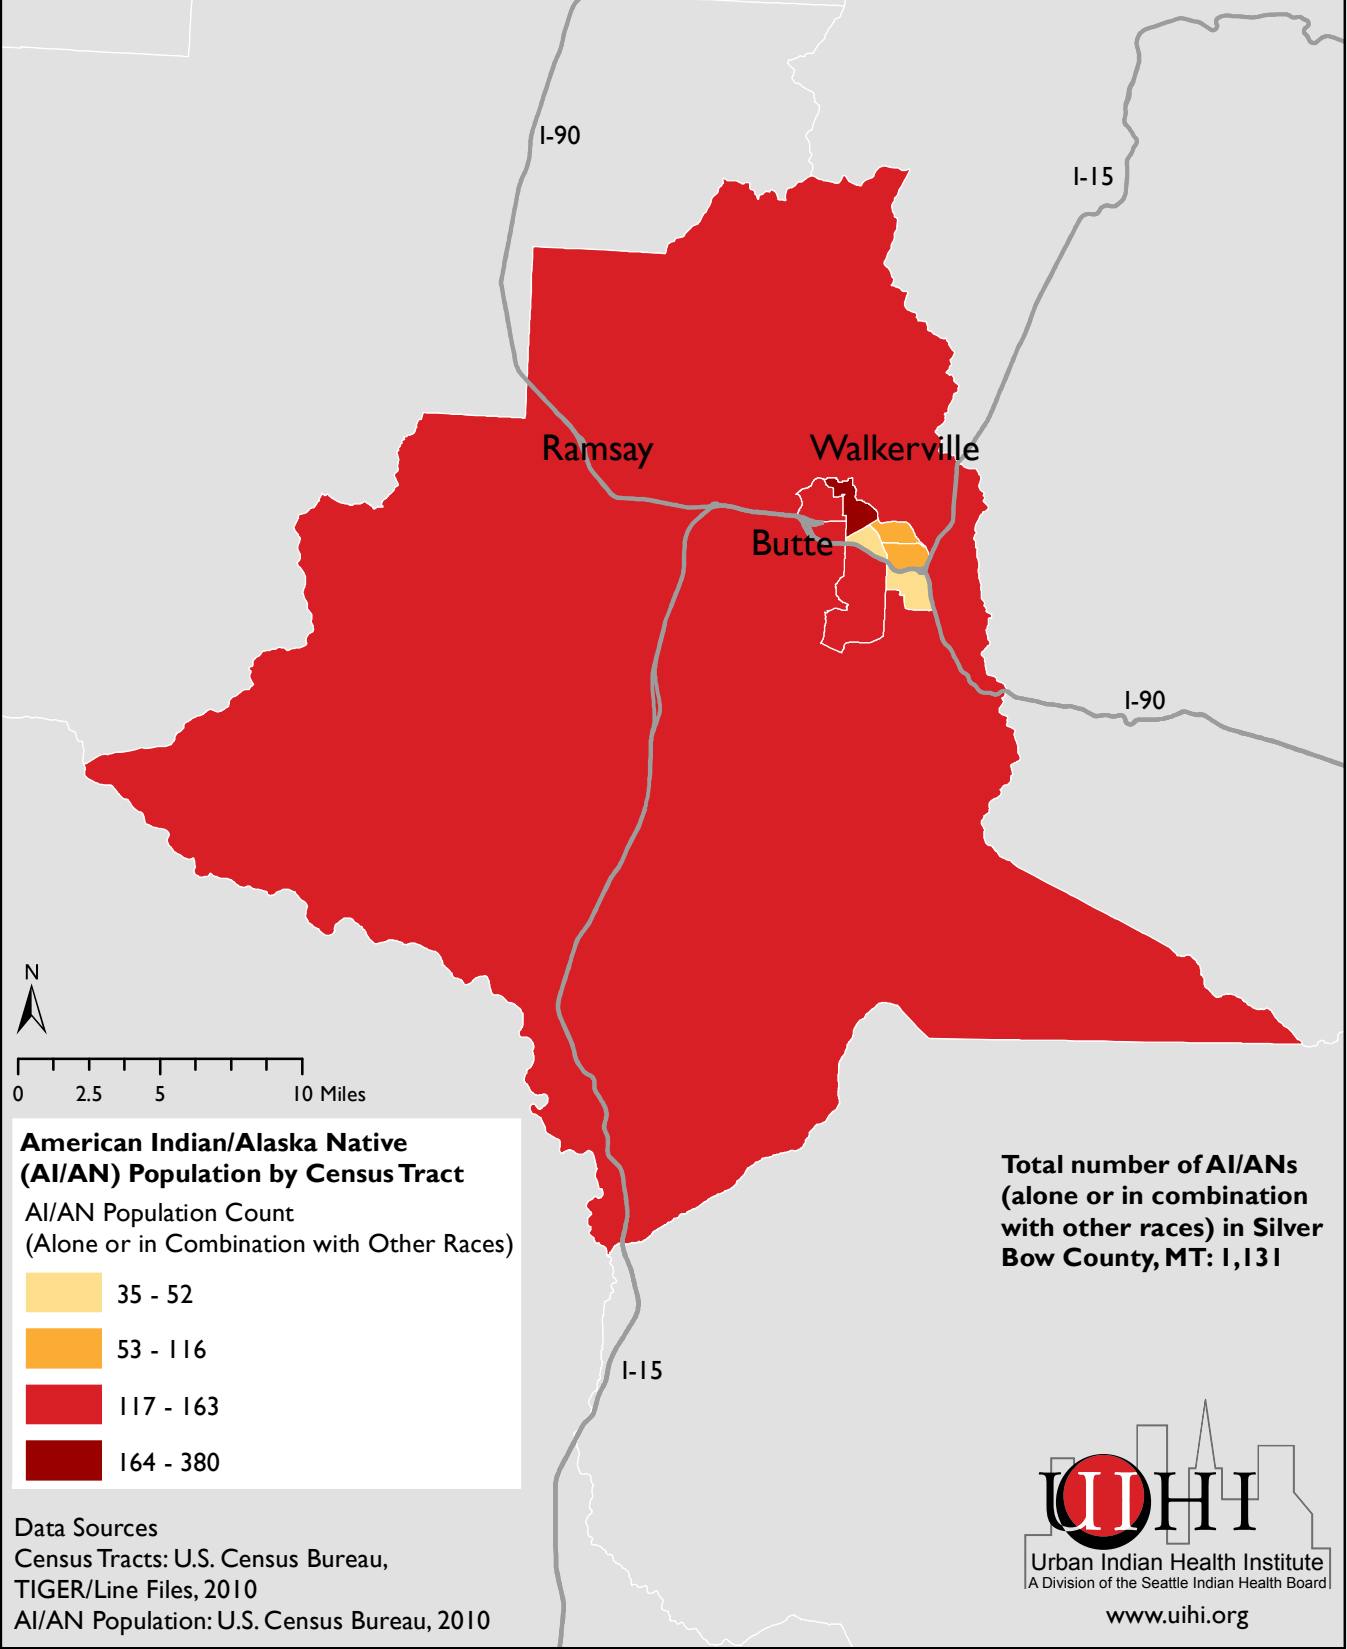 I-90
I-15
Ramsay
Walkerville
Butte
I-90
N
0 2.5 5 10 Miles
American Indian/Alaska Native
(AI/AN) Population by Census Tract
AI/AN Population Count
(Alone or in Combination with Other Races)
35 - 52
53 - 116
117 - 163
164 - 380
Total number of AI/ANs
(alone or in combination
with other races) in Silver
Bow County, MT: 1,131
I-15
Data Sources
Census Tracts: U.S. Census Bureau,
TIGER/Line Files, 2010
AI/AN Population: U.S. Census Bureau, 2010
UIHI
Urban Indian Health Institute
A Division of the Seattle Indian Health Board
www.uihi.org